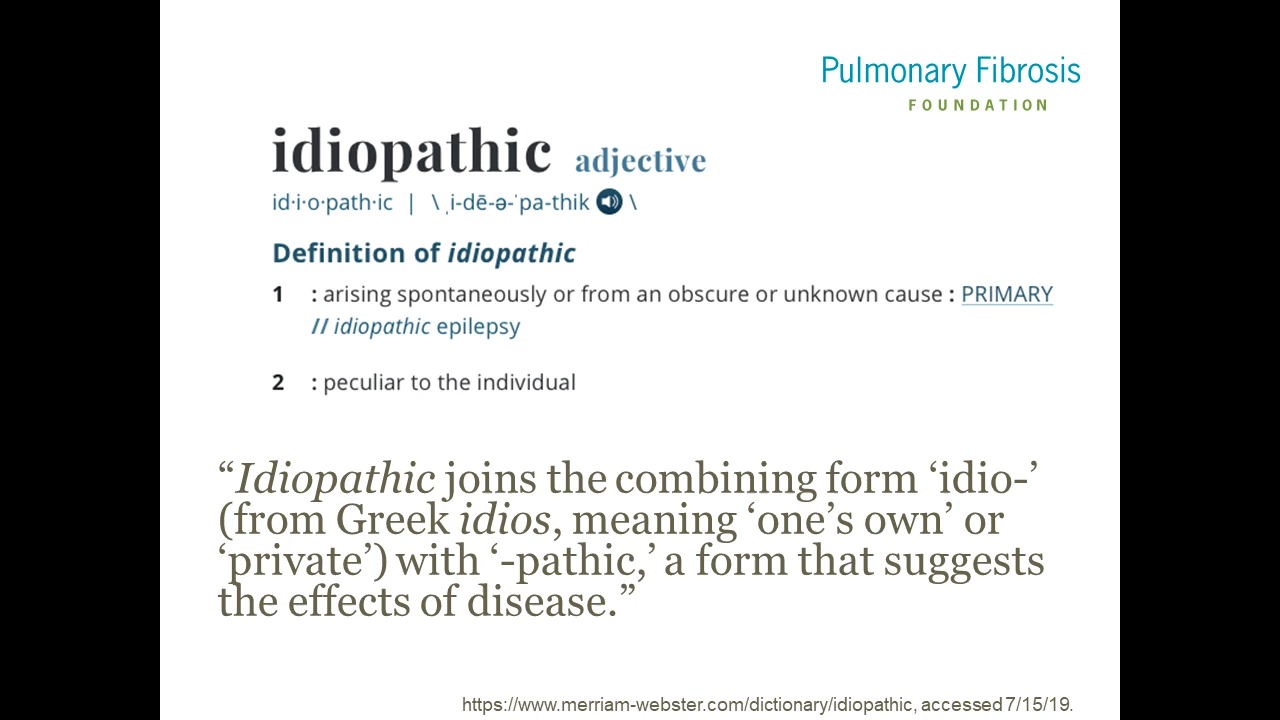 Pulmonary Fibrosis
FOUNDATION
idiopathic adjective
id·i·o·path·ic | \ ˌi-dē-ə-ˈpa-thik \
Definition of idiopathic
1 : arising spontaneously or from an obscure or unknown cause : PRIMARY
// idiopathic epilepsy
2 : peculiar to the individual
“Idiopathic joins the combining form ‘idio-’
(from Greek idios, meaning ‘one’s own’ or
‘private’) with ‘-pathic,’ a form that suggests
the effects of disease.”
https://www.merriam-webster.com/dictionary/idiopathic, accessed 7/15/19.